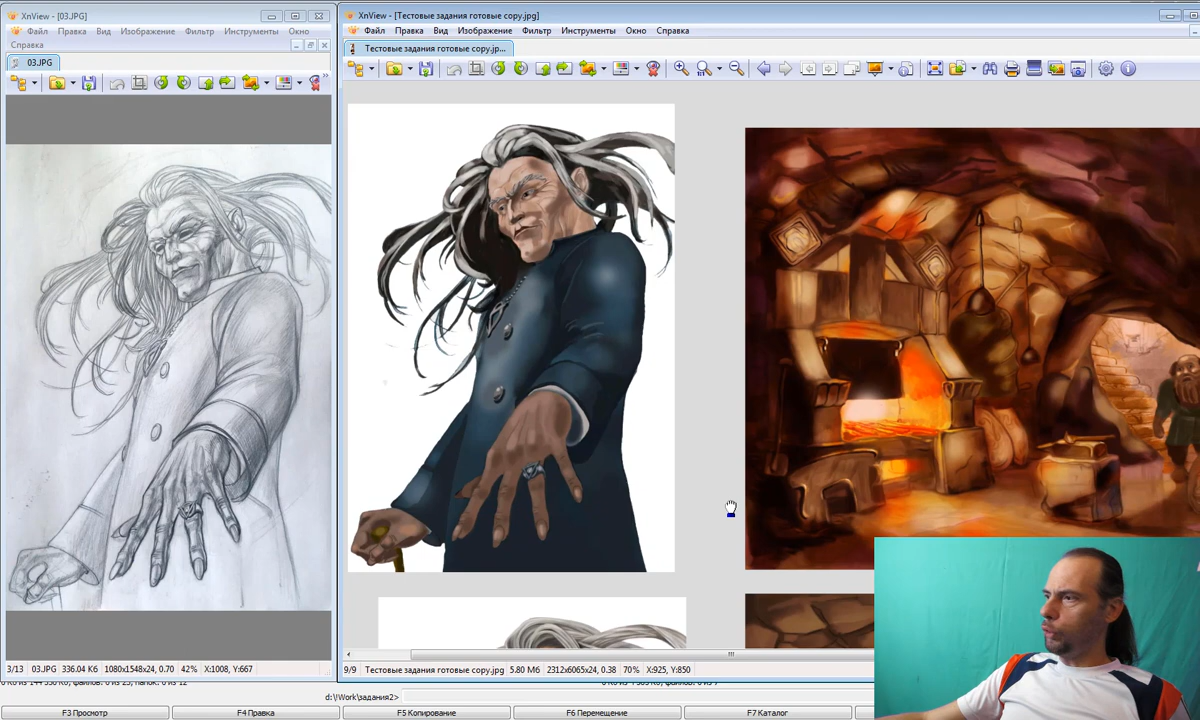 XnView - [03.JPG]
Файл Правка Вид Изображение Фильтр Инструменты Окно
Справка
03.JPG
3/13 03.JPG 336.04 Кб 1080x1548x24, 0.70 42% X:1008, Y:667
XnView - [Тестовые задания готовые copy.jpg]
Файл Правка Вид Изображение Фильтр Инструменты Окно Справка
Тестовые задания готовые copy.jp...
9/9 Тестовые задания готовые copy.jpg 5.80 Мб 2312x6065x24, 0.38 70% X:925, Y:850
d:\!Work\задания2>
F3 Просмотр F4 Правка F5 Копирование F6 Перемещение F7 Каталог